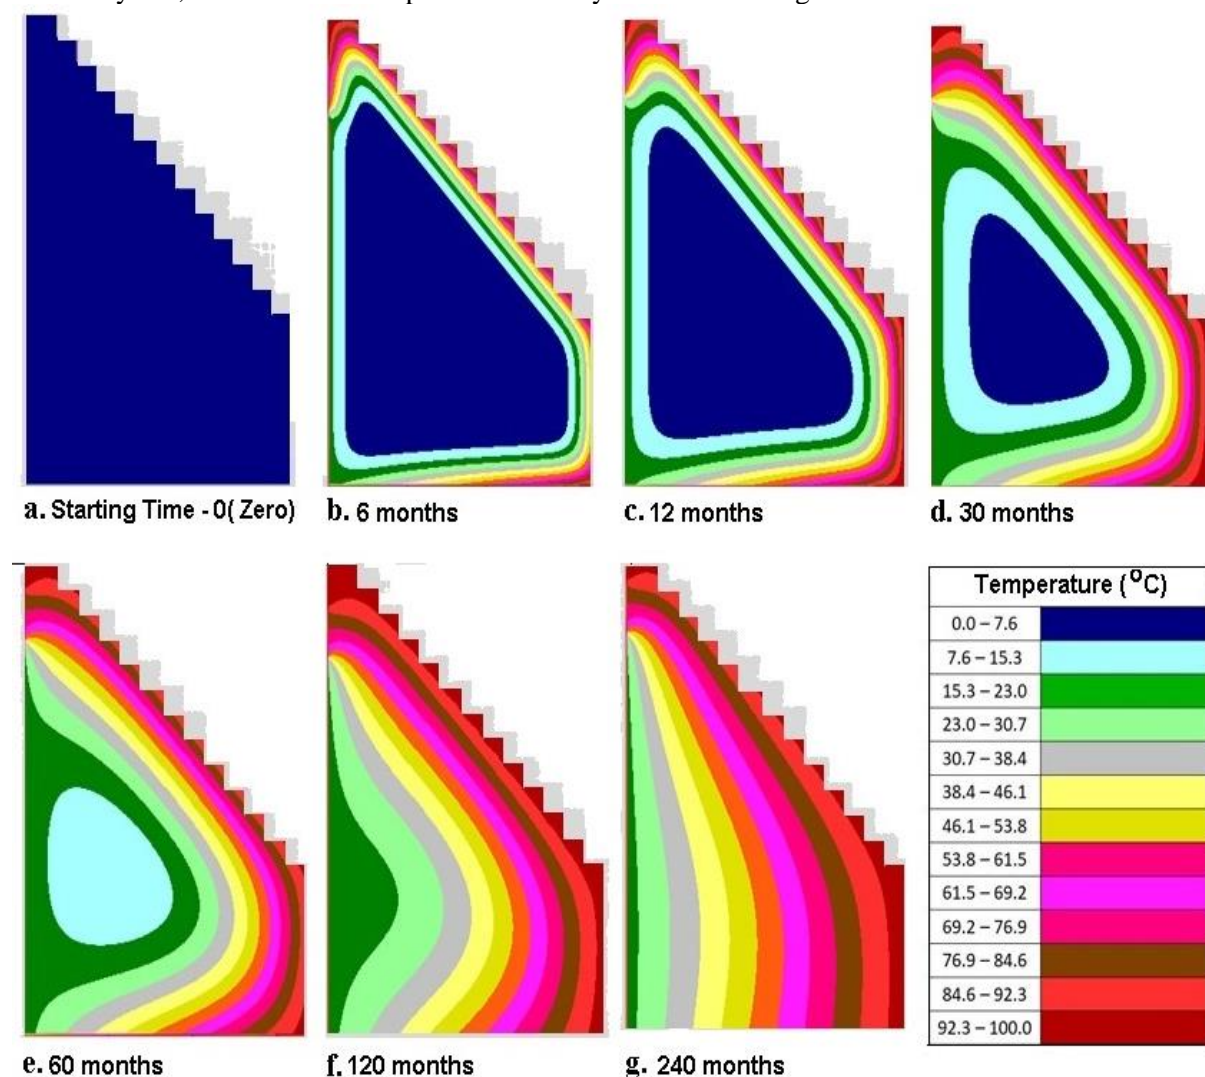 a. Starting Time - 0( Zero)
b. 6 months
c. 12 months
d. 30 months
e. 60 months
f. 120 months
g. 240 months
Temperature (°C)
0.0 – 7.6
7.6 – 15.3
15.3 – 23.0
23.0 – 30.7
30.7 – 38.4
38.4 – 46.1
46.1 – 53.8
53.8 – 61.5
61.5 – 69.2
69.2 – 76.9
76.9 – 84.6
84.6 – 92.3
92.3 – 100.0